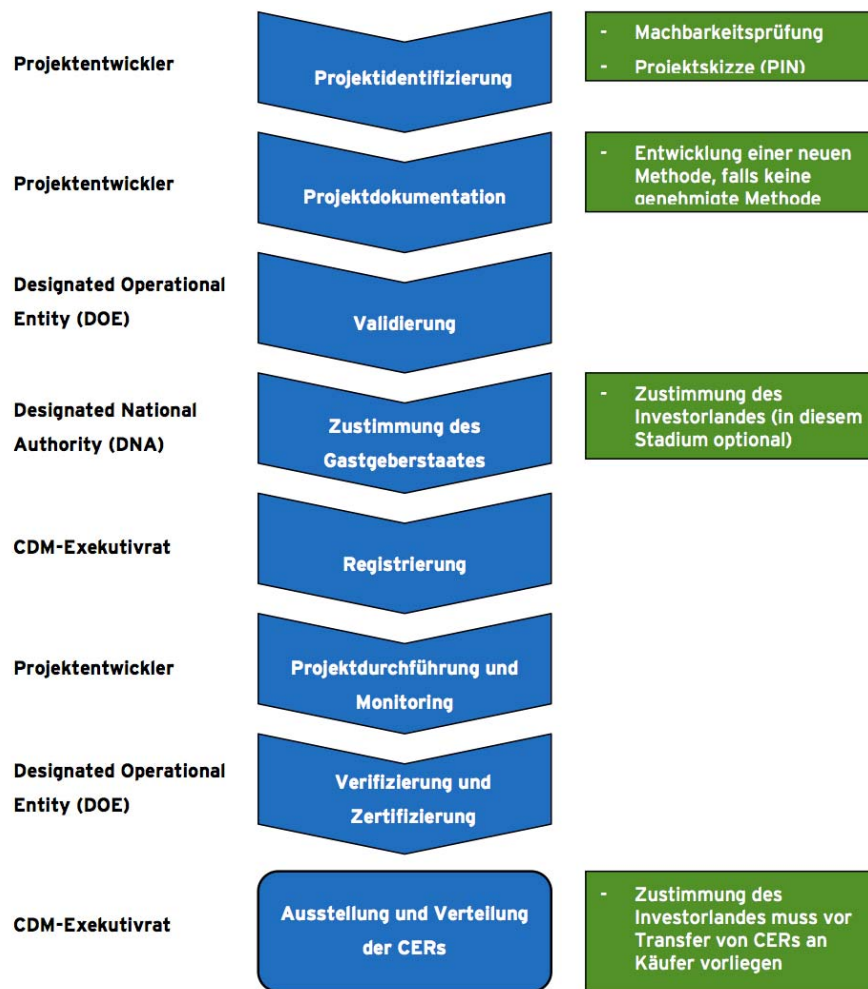 Projektentwickler
Projektidentifizierung
- Machbarkeitsprüfung
- Projektskizze (PIN)
Projektentwickler
Projektdokumentation
- Entwicklung einer neuen
Methode, falls keine
genehmigte Methode
Designated Operational
Entity (DOE)
Validierung
Designated National
Authority (DNA)
Zustimmung des
Gastgeberstaates
- Zustimmung des
Investorlandes (in diesem
Stadium optional)
CDM-Exekutivrat
Registrierung
Projektentwickler
Projektdurchführung und
Monitoring
Designated Operational
Entity (DOE)
Verifizierung und
Zertifizierung
CDM-Exekutivrat
Ausstellung und Verteilung
der CERs
- Zustimmung des
Investorlandes muss vor
Transfer von CERs an
Käufer vorliegen